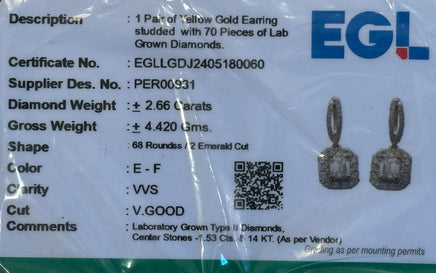 Description : 1 Pair of Yellow Gold Earring
studded with 70 Pieces of Lab
Grown Diamonds.
EGL
Certificate No. : EGLLGDJ2405180060
Supplier Des. No. : PER00931
Diamond Weight : ± 2.66 Carats
Gross Weight : ± 4.420 Gms.
Shape : 68 Roundss / 2 Emerald Cut
Color : E - F
Clarity : VVS
Cut : V.GOOD
Comments : Laboratory Grown Type II Diamonds,
Center Stones -1.53 Cts. & 14 KT. (As per Vendor)
Grading as per mounting permits